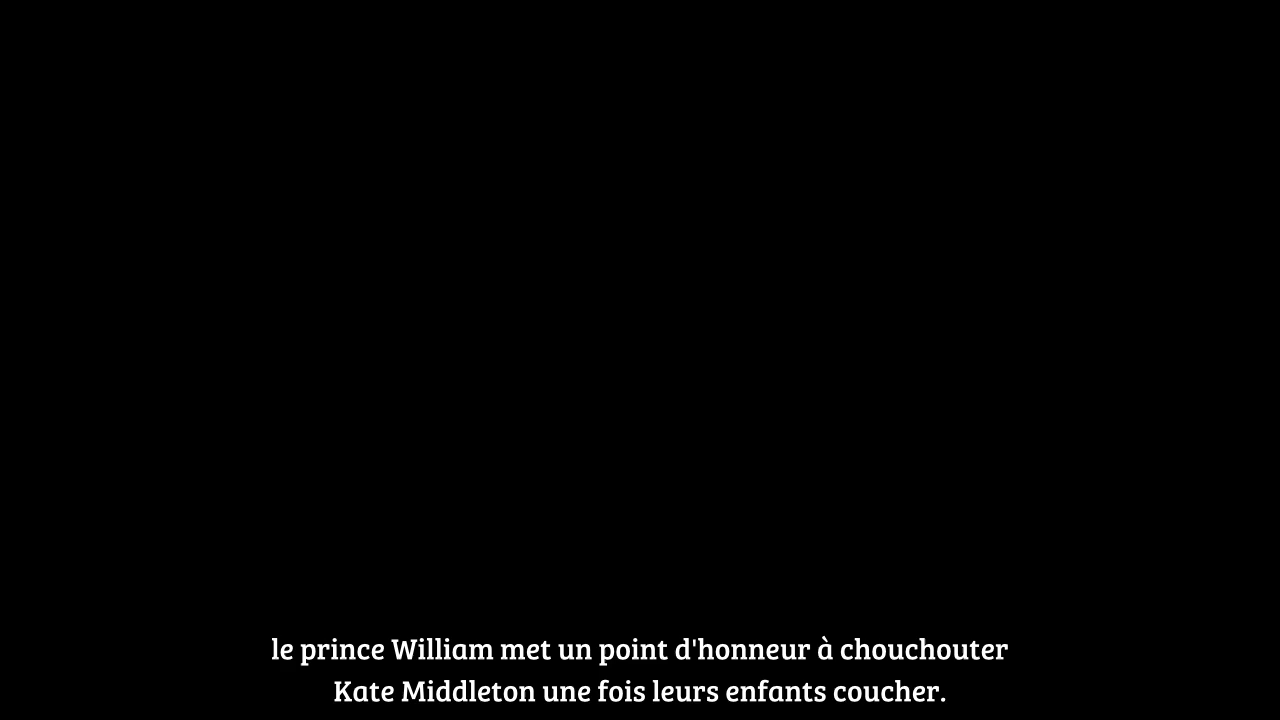 le prince William met un point d'honneur à chouchouter
Kate Middleton une fois leurs enfants coucher.